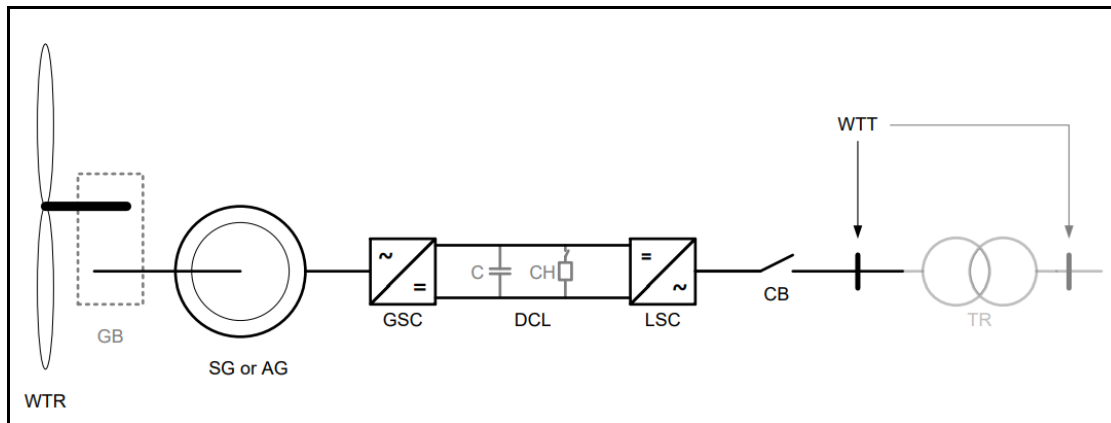 WTT
~
=
C
CH
=
~
GB
GSC
DCL
LSC
CB
TR
SG or AG
WTR